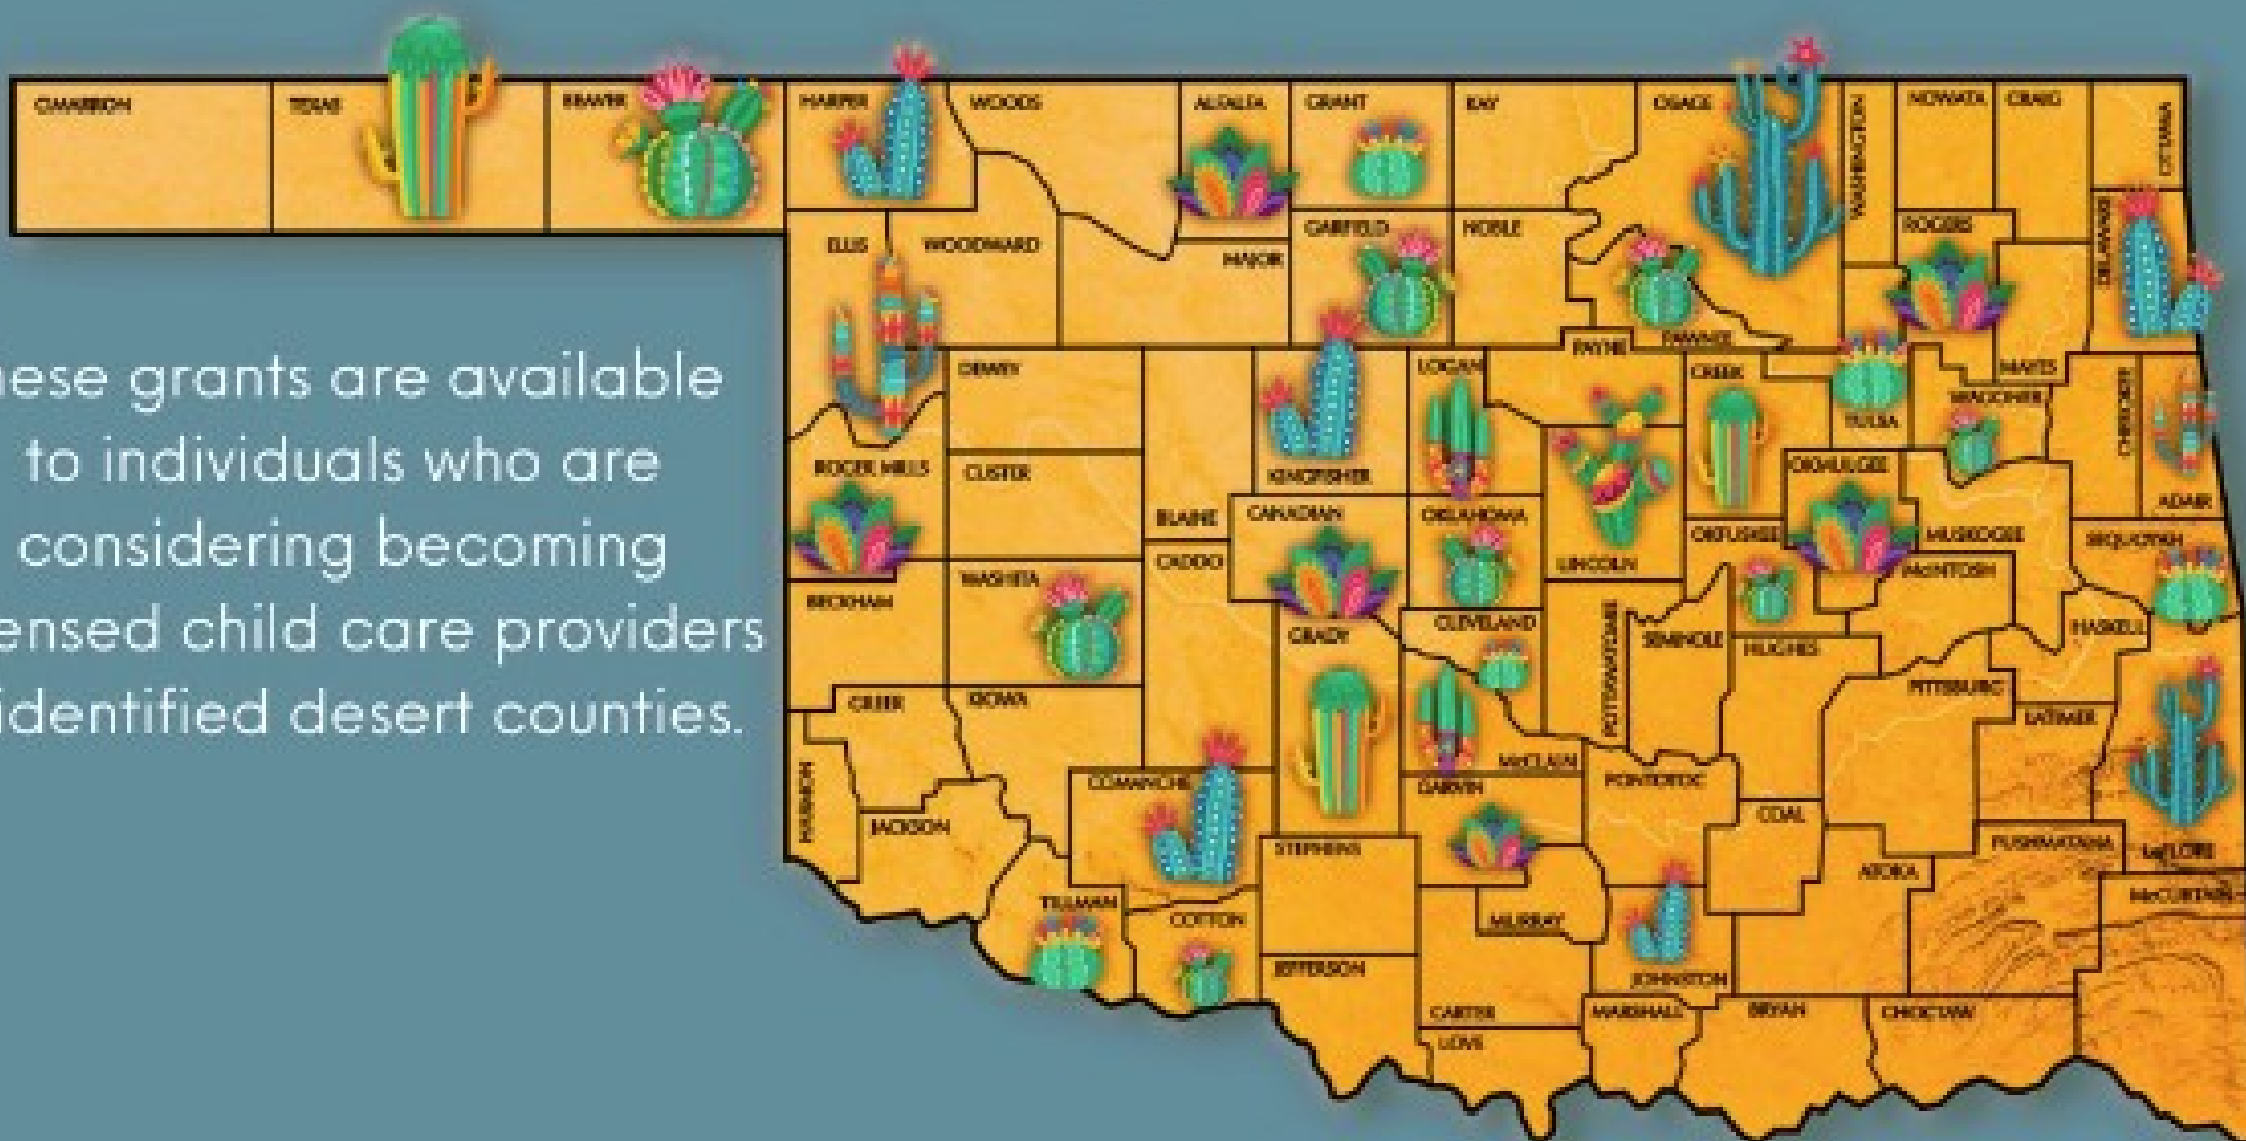 CIMARRON
TEXAS
BEAVER
HARPER
WOODS
ALFALFA
GRANT
KAY
OSAGE
WASHINGTON
NOWATA
CRAIG
OTTAWA
ELLIS
WOODWARD
MAJOR
GARFIELD
NOBLE
PAWNEE
ROGERS
DELAWARE
MAYES
hese grants are available
to individuals who are
considering becoming
ensed child care providers
identified desert counties.
DEWEY
KINGFISHER
LOGAN
PAYNE
CREEK
TULSA
WAGONER
CHEROKEE
ADAIR
ROGER MILLS
CUSTER
BLAINE
CANADIAN
OKLAHOMA
LINCOLN
OKFUSKEE
OKMULGEE
MUSKOGEE
SEQUOYAH
BECKHAM
WASHITA
CADDO
GRADY
CLEVELAND
POTTAWATOMIE
SEMINOLE
HUGHES
McINTOSH
HASKELL
GREER
KIOWA
McCLAIN
PITTSBURG
LATIMER
HARMON
JACKSON
COMANCHE
GARVIN
PONTOTOC
COAL
PUSHMATAHA
LeFLORE
STEPHENS
ATOKA
McCURTAIN
TILLMAN
COTTON
MURRAY
JOHNSTON
JEFFERSON
CARTER
MARSHALL
BRYAN
CHOCTAW
LOVE